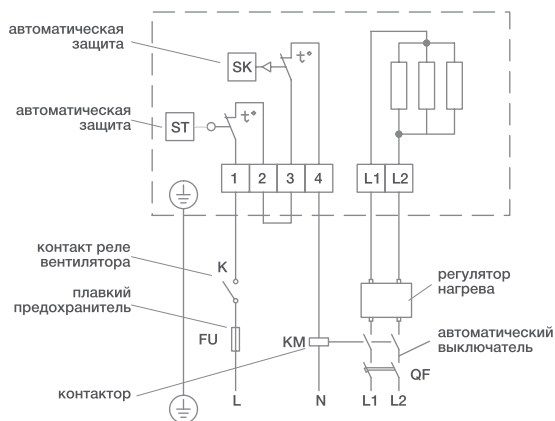 автоматическая
защита
SK
t°
автоматическая
защита
ST
t°
1 2 3 4 L1 L2
контакт реле
вентилятора
K
плавкий
предохранитель
FU
регулятор
нагрева
KM
автоматический
выключатель
QF
контактор
L N L1 L2